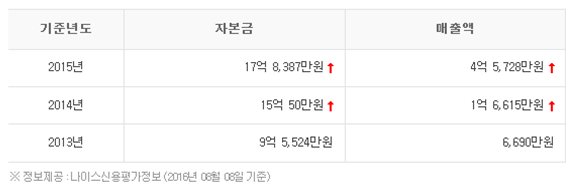 기준년도 자본금 매출액
2015년 17억 8,387만원↑ 4억 5,728만원↑
2014년 15억 50만원↑ 1억 6,615만원↑
2013년 9억 5,524만원 6,690만원
※ 정보제공 : 나이스신용평가정보 (2016년 08월 08일 기준)